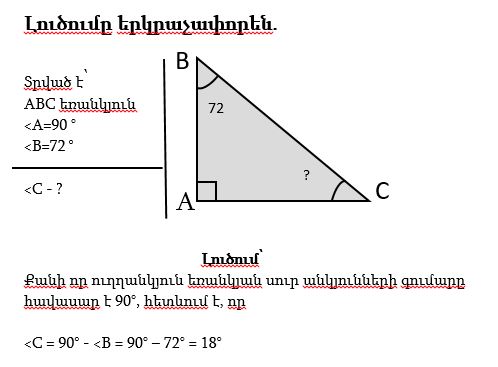 Լուծումը երկրաչափորեն.
Տրված է՝
ABC եռանկյուն
<A=90 °
<B=72 °
<C - ?
B
72
?
A
C
Լուծում՝
Քանի որ ուղղանկյուն եռանկյան սուր անկյունների գումարը
հավասար է 90°, հետևում է, որ
<C = 90° - <B = 90° – 72° = 18°